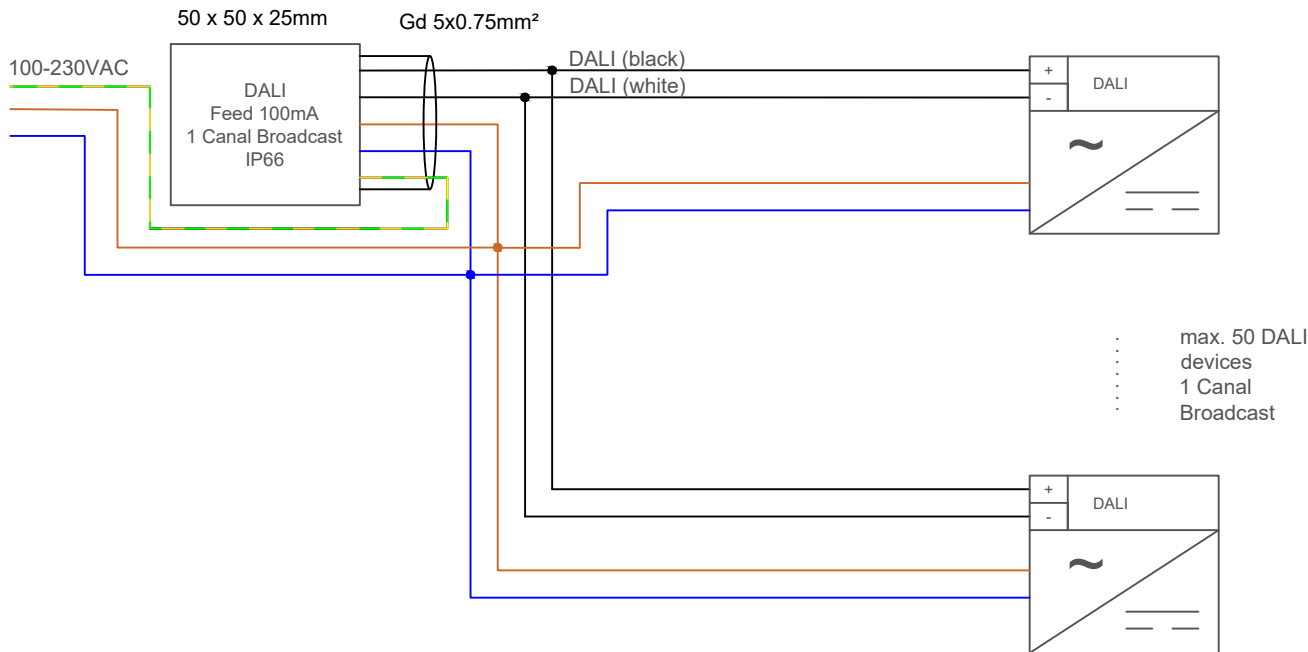 50 x 50 x 25mm
Gd 5x0.75mm²
100-230VAC
DALI
Feed 100mA
1 Canal Broadcast
IP66
DALI (black)
DALI (white)
+
-
DALI
~
max. 50 DALI
devices
1 Canal
Broadcast
+
-
DALI
~